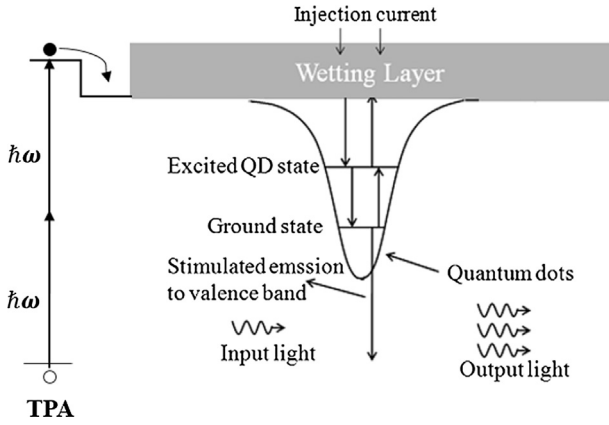 Injection current
Wetting Layer
ħω
Excited QD state
Ground state
Stimulated emssion
to valence band
Quantum dots
ħω
Input light
Output light
TPA